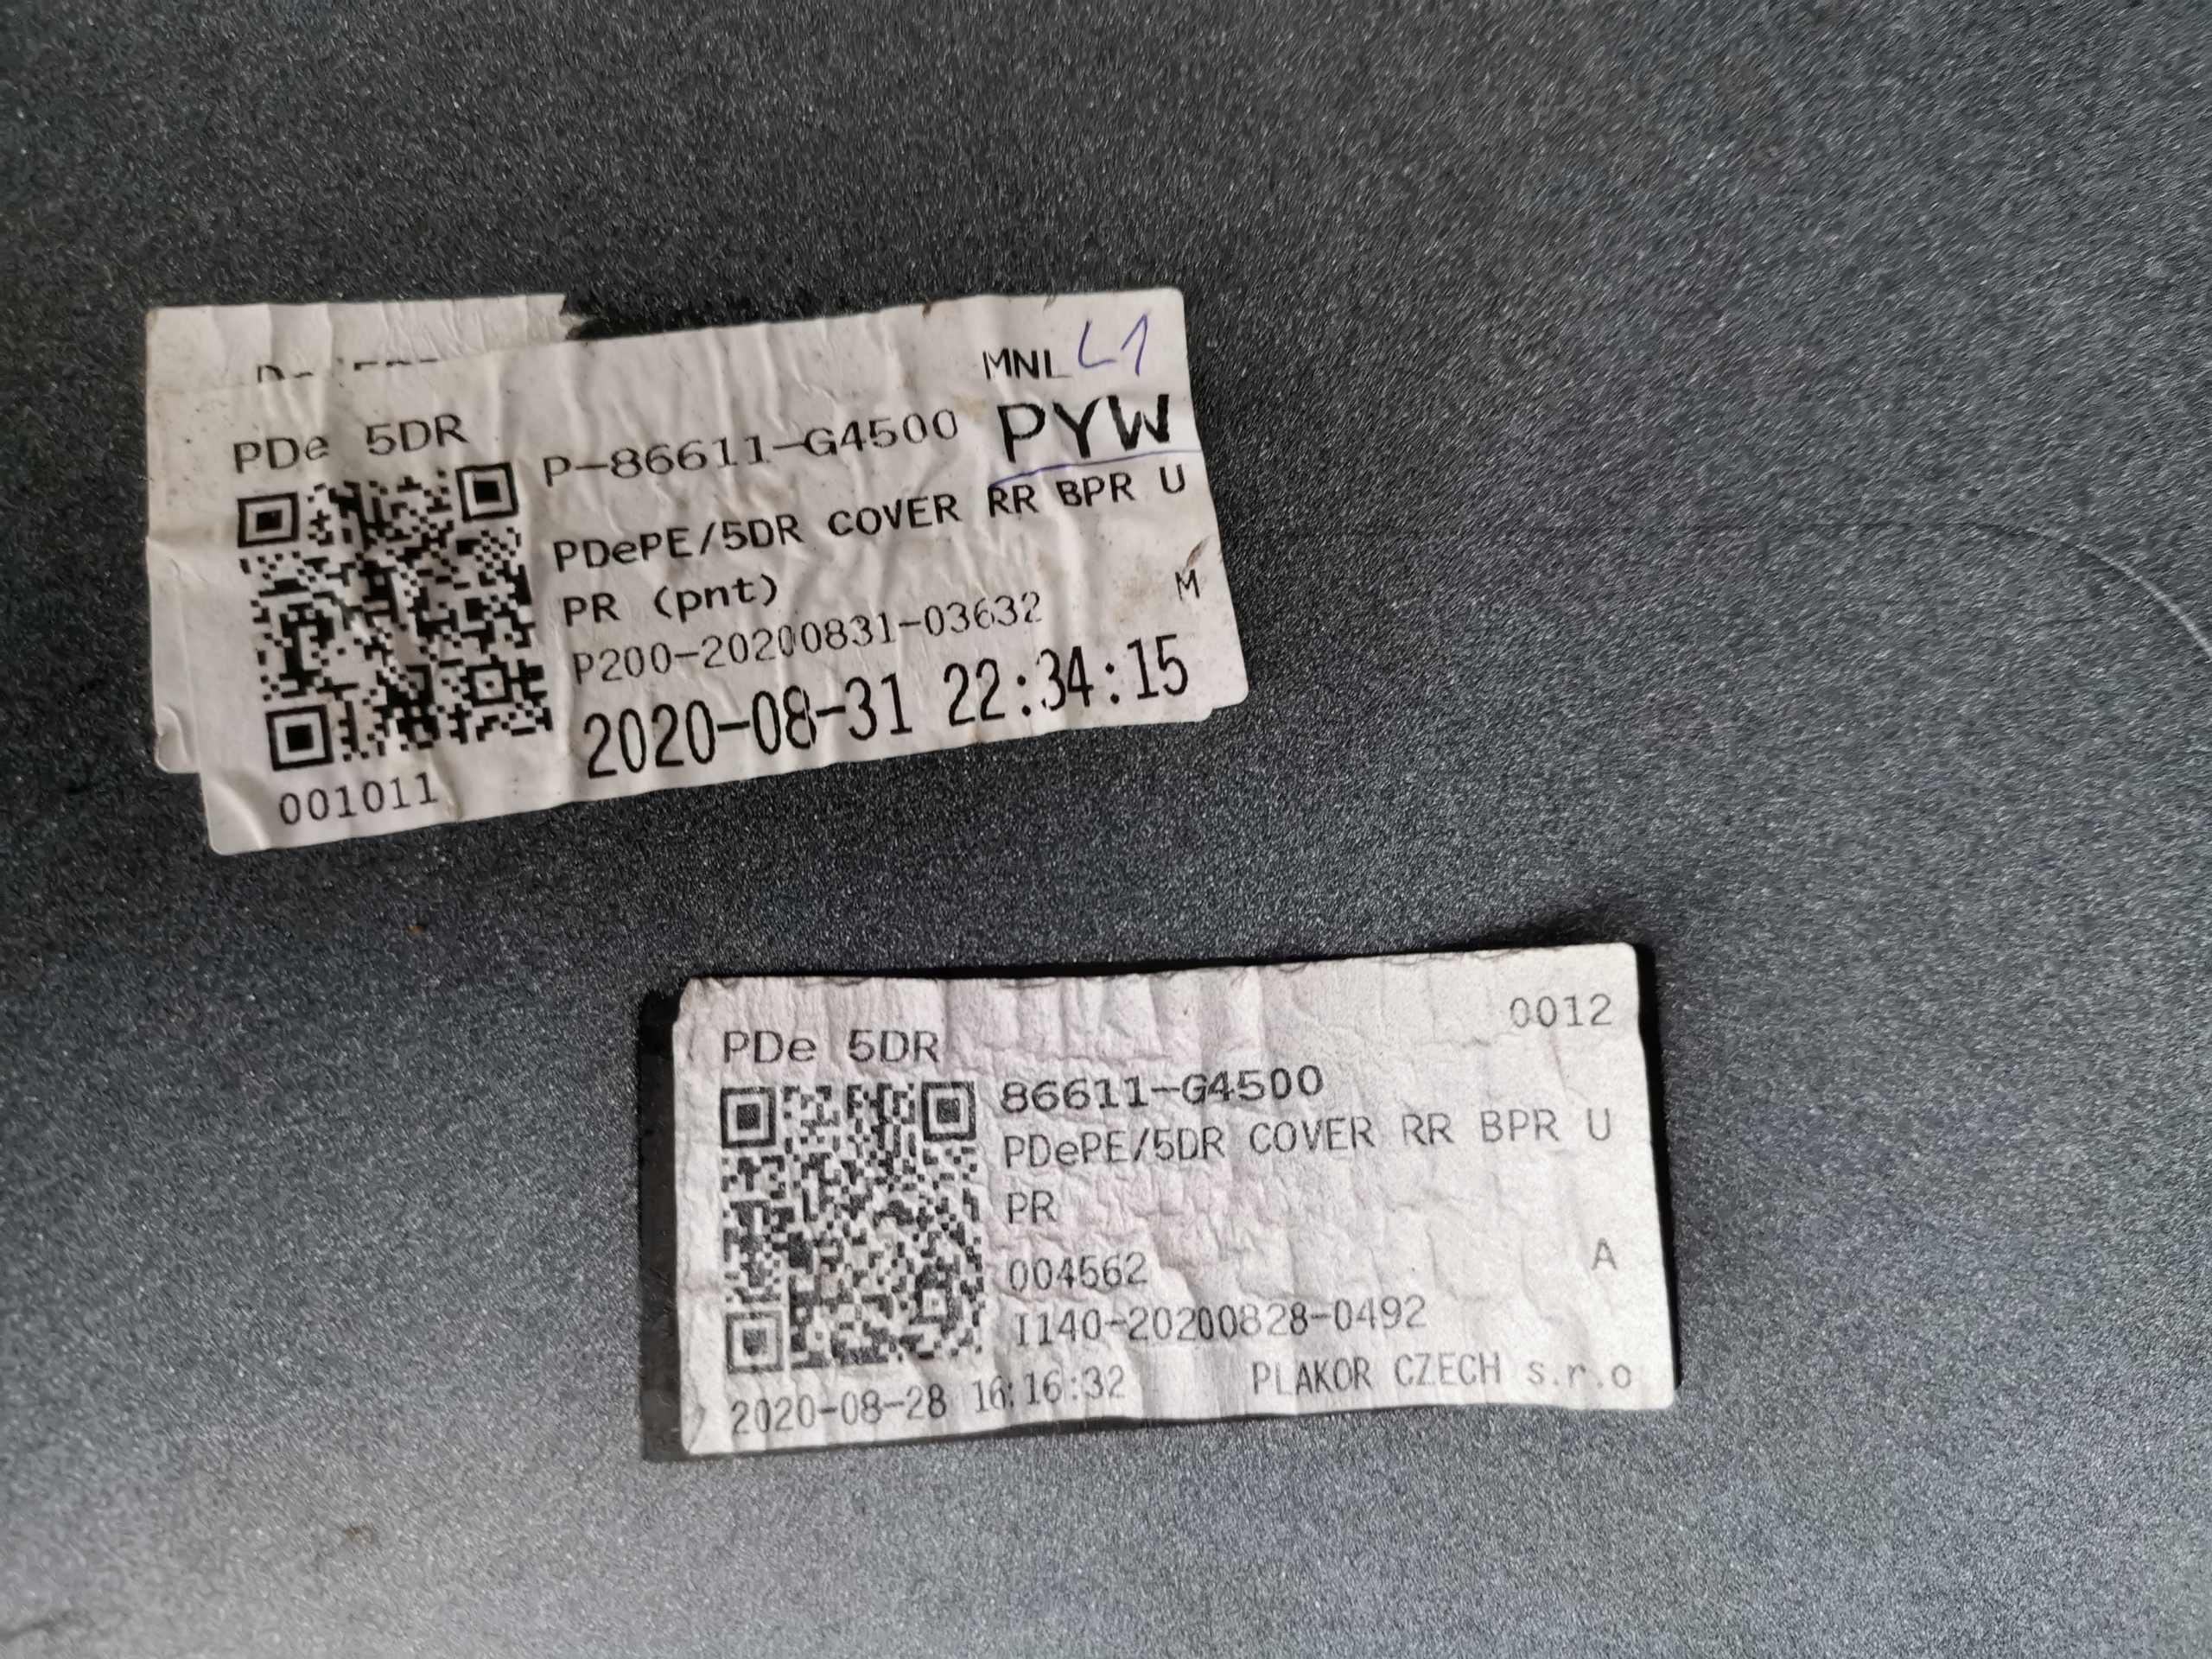 MNL L1
PDe 5DR
P-86611-G4500 PYW
PDePE/5DR COVER RR BPR U
PR (pnt)
M
P200-20200831-03632
2020-08-31 22:34:15
001011
0012
PDe 5DR
86611-G4500
PDePE/5DR COVER RR BPR U
PR
004562
A
I140-20200828-0492
2020-08-28 16:16:32 PLAKOR CZECH s.r.o